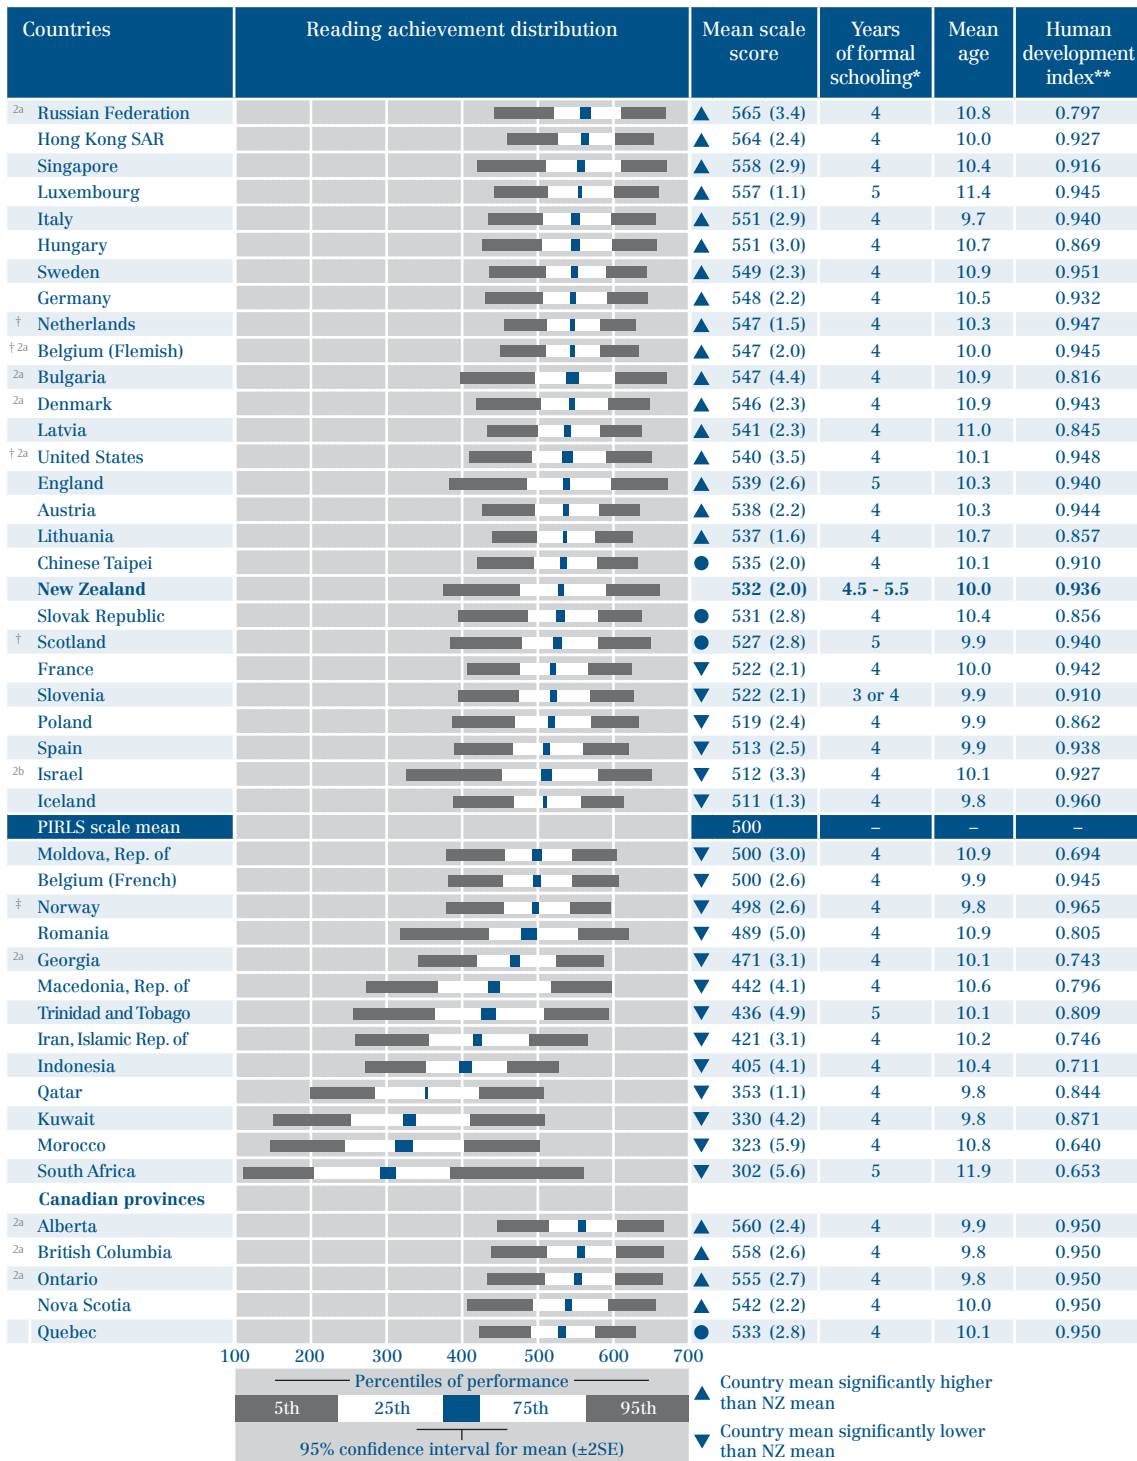 Countries Reading achievement distribution Mean scale score Years of formal schooling* Mean age Human development index**
2a Russian Federation ▲ 565 (3.4) 4 10.8 0.797
Hong Kong SAR ▲ 564 (2.4) 4 10.0 0.927
Singapore ▲ 558 (2.9) 4 10.4 0.916
Luxembourg ▲ 557 (1.1) 5 11.4 0.945
Italy ▲ 551 (2.9) 4 9.7 0.940
Hungary ▲ 551 (3.0) 4 10.7 0.869
Sweden ▲ 549 (2.3) 4 10.9 0.951
Germany ▲ 548 (2.2) 4 10.5 0.932
† Netherlands ▲ 547 (1.5) 4 10.3 0.947
† 2a Belgium (Flemish) ▲ 547 (2.0) 4 10.0 0.945
2a Bulgaria ▲ 547 (4.4) 4 10.9 0.816
2a Denmark ▲ 546 (2.3) 4 10.9 0.943
Latvia ▲ 541 (2.3) 4 11.0 0.845
† 2a United States ▲ 540 (3.5) 4 10.1 0.948
England ▲ 539 (2.6) 5 10.3 0.940
Austria ▲ 538 (2.2) 4 10.3 0.944
Lithuania ▲ 537 (1.6) 4 10.7 0.857
Chinese Taipei ● 535 (2.0) 4 10.1 0.910
New Zealand 532 (2.0) 4.5 - 5.5 10.0 0.936
Slovak Republic ● 531 (2.8) 4 10.4 0.856
† Scotland ● 527 (2.8) 5 9.9 0.940
France ▼ 522 (2.1) 4 10.0 0.942
Slovenia ▼ 522 (2.1) 3 or 4 9.9 0.910
Poland ▼ 519 (2.4) 4 9.9 0.862
Spain ▼ 513 (2.5) 4 9.9 0.938
2b Israel ▼ 512 (3.3) 4 10.1 0.927
Iceland ▼ 511 (1.3) 4 9.8 0.960
PIRLS scale mean 500 – – –
Moldova, Rep. of ▼ 500 (3.0) 4 10.9 0.694
Belgium (French) ▼ 500 (2.6) 4 9.9 0.945
‡ Norway ▼ 498 (2.6) 4 9.8 0.965
Romania ▼ 489 (5.0) 4 10.9 0.805
2a Georgia ▼ 471 (3.1) 4 10.1 0.743
Macedonia, Rep. of ▼ 442 (4.1) 4 10.6 0.796
Trinidad and Tobago ▼ 436 (4.9) 5 10.1 0.809
Iran, Islamic Rep. of ▼ 421 (3.1) 4 10.2 0.746
Indonesia ▼ 405 (4.1) 4 10.4 0.711
Qatar ▼ 353 (1.1) 4 9.8 0.844
Kuwait ▼ 330 (4.2) 4 9.8 0.871
Morocco ▼ 323 (5.9) 4 10.8 0.640
South Africa ▼ 302 (5.6) 5 11.9 0.653
Canadian provinces
2a Alberta ▲ 560 (2.4) 4 9.9 0.950
2a British Columbia ▲ 558 (2.6) 4 9.8 0.950
2a Ontario ▲ 555 (2.7) 4 9.8 0.950
Nova Scotia ▲ 542 (2.2) 4 10.0 0.950
Quebec ● 533 (2.8) 4 10.1 0.950
100 200 300 400 500 600 700
Percentiles of performance
5th 25th 75th 95th
95% confidence interval for mean (±2SE)
▲ Country mean significantly higher
than NZ mean
▼ Country mean significantly lower
than NZ mean